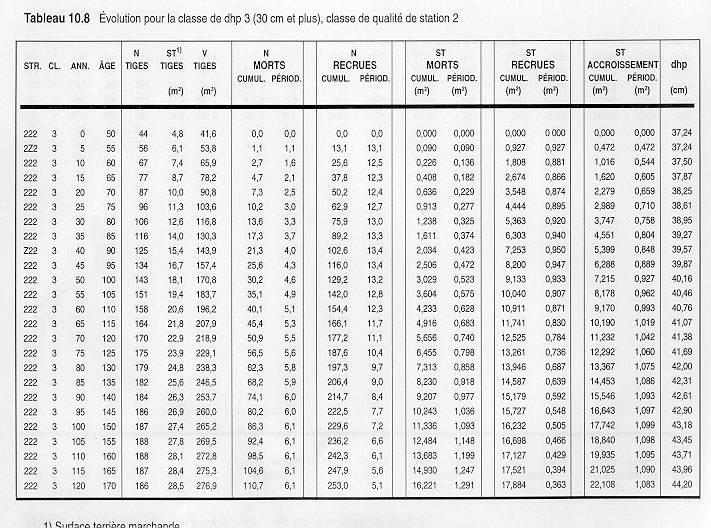 Tableau 10.8 Évolution pour la classe de dhp 3 (30 cm et plus), classe de qualité de station 2
N ST1) V N N ST ST ST
STR. CL. ANN. ÂGE TIGES TIGES TIGES MORTS RECRUES MORTS RECRUES ACCROISSEMENT dhp
CUMUL. PÉRIOD. CUMUL. PÉRIOD. CUMUL. PÉRIOD. CUMUL. PÉRIOD. CUMUL. PÉRIOD.
(m²) (m³) (m²) (m²) (m²) (m²) (m²) (m²) (cm)
222 3 0 50 44 4,8 41,6 0,0 0,0 0,0 0,0 0,000 0,000 0,000 0 000 0,000 0,000 37,24
2Z2 3 5 55 56 6,1 53,8 1,1 1,1 13,1 13,1 0,090 0,090 0,927 0,927 0,472 0,472 37,24
222 3 10 60 67 7,4 65,9 2,7 1,6 25,6 12,5 0,226 0,136 1,808 0,881 1,016 0,544 37,50
222 3 15 65 77 8,7 78,2 4,7 2,1 37,8 12,3 0,408 0,182 2,674 0,866 1,620 0,605 37,87
222 3 20 70 87 10,0 90,8 7,3 2,5 50,2 12,4 0,636 0,229 3,548 0,874 2,279 0,659 38,25
222 3 25 75 96 11,3 103,6 10,2 3,0 62,9 12,7 0,913 0,277 4,444 0,895 2,989 0,710 38,61
222 3 30 80 106 12,6 116,8 13,6 3,3 75,9 13,0 1,238 0,325 5,363 0,920 3,747 0,758 38,95
222 3 35 85 116 14,0 130,3 17,3 3,7 89,2 13,3 1,611 0,374 6,303 0,940 4,551 0,804 39,27
Z22 3 40 90 125 15,4 143,9 21,3 4,0 102,6 13,4 2,034 0,423 7,253 0,950 5,399 0,848 39,57
222 3 45 95 134 16,7 157,4 25,6 4,3 116,0 13,4 2,506 0,472 8,200 0,947 6,288 0,889 39,87
222 3 50 100 143 18,1 170,8 30,2 4,6 129,2 13,2 3,029 0,523 9,133 0,933 7,215 0,927 40,16
222 3 55 105 151 19,4 183,7 35,1 4,9 142,0 12,8 3,604 0,575 10,040 0,907 8,178 0,962 40,46
222 3 60 110 158 20,6 196,2 40,1 5,1 154,4 12,3 4,233 0,628 10,911 0,871 9,170 0,993 40,76
222 3 65 115 164 21,8 207,9 45,4 5,3 166,1 11,7 4,916 0,683 11,741 0,830 10,190 1,019 41,07
222 3 70 120 170 22,9 218,9 50,9 5,5 177,2 11,1 5,656 0,740 12,525 0,784 11,232 1,042 41,38
222 3 75 125 175 23,9 229,1 56,5 5,6 187,6 10,4 6,455 0,798 13,261 0,736 12,292 1,060 41,69
222 3 80 130 179 24,8 238,3 62,3 5,8 197,3 9,7 7,313 0,858 13,946 0,687 13,367 1,075 42,00
222 3 85 135 182 25,6 246,5 68,2 5,9 206,4 9,0 8,230 0,918 14,587 0,639 14,453 1,086 42,31
222 3 90 140 184 26,3 253,7 74,1 6,0 214,7 8,4 9,207 0,977 15,179 0,592 15,546 1,093 42,61
222 3 95 145 186 26,9 260,0 80,2 6,0 222,5 7,7 10,243 1,036 15,727 0,548 16,643 1,097 42,90
222 3 100 150 187 27,4 265,2 86,3 6,1 229,6 7,2 11,336 1,093 16,232 0,505 17,742 1,099 43,18
222 3 105 155 188 27,8 269,5 92,4 6,1 236,2 6,6 12,484 1,148 16,698 0,466 18,840 1,098 43,45
222 3 110 160 188 28,1 272,8 98,5 6,1 242,3 6,1 13,683 1,199 17,127 0,429 19,935 1,095 43,71
222 3 115 165 187 28,4 275,3 104,6 6,1 247,9 5,6 14,930 1,247 17,521 0,394 21,025 1,090 43,96
222 3 120 170 186 28,5 276,9 110,7 6,1 253,0 5,1 16,221 1,291 17,884 0,363 22,108 1,083 44,20
1) Surface terrière marchande